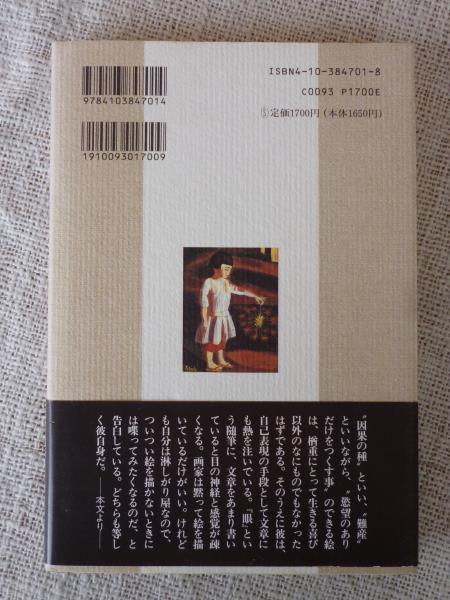 ISBN4-10-384701-8
C0093 P1700E
Ⓢ定価1700円(本体1650円)
9784103847014
1910093017009
〝因果の種〟といい、〝難産〟
といいながら、〝慾望のあり
だけをつくす事〟のできる絵
は、楢重にとって生きる喜び
以外のなにものでもなかった
はずである。そのうえに彼は、
自己表現の手段として文章に
も熱を注いでいる。「眼」とい
う随筆に、文章をあまり書い
ていると目の神経と感覚が疎
くなる。画家は黙って絵を描
いているだけがいい。けれど
も自分は淋しがり屋なので、
ついつい絵を描かないときに
は喋ってみたくなるのだ、と
告白している。どちらも等し
く彼自身だ。――本文より――